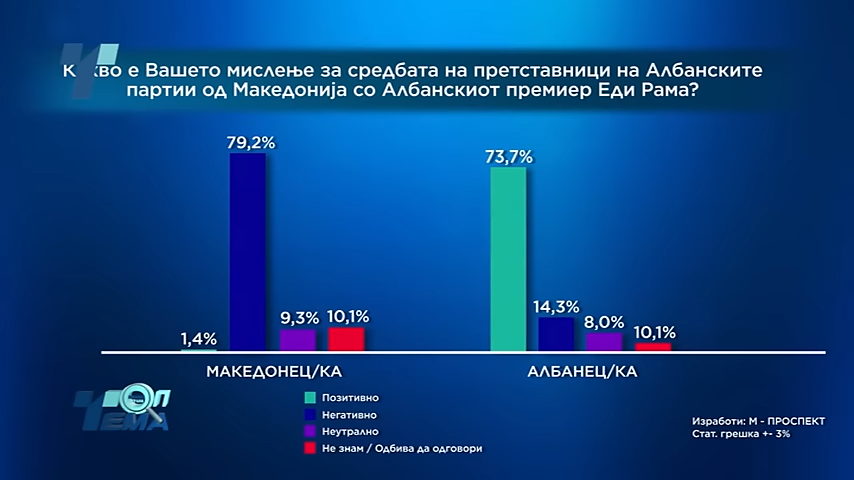 Какво е Вашето мислење за средбата на претставници на Албанските
партии од Македонија со Албанскиот премиер Еди Рама?
79,2%
73,7%
1,4%
9,3%
10,1%
14,3%
8,0%
10,1%
МАКЕДОНЕЦ/КА
АЛБАНЕЦ/КА
Позитивно
Негативно
Неутрално
Не знам / Одбива да одговори
ТОП
ТЕМА
Изработи: М - ПРОСПЕКТ
Стат. грешка +- 3%